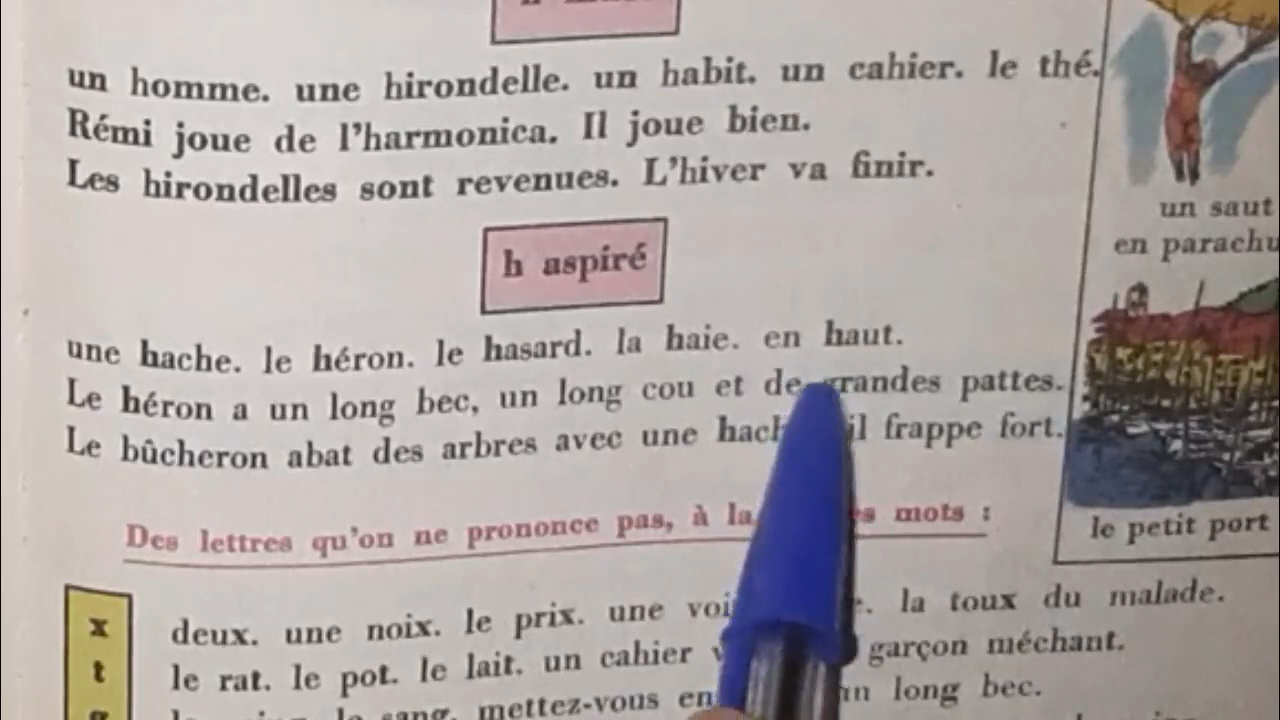 un homme. une hirondelle. un habit. un cahier. le thé.
Rémi joue de l'harmonica. Il joue bien.
Les hirondelles sont revenues. L'hiver va finir.
un saut
en parachu
h aspiré
une hache. le héron. le hasard. la haie. en haut.
Le héron a un long bec, un long cou et de grandes pattes.
Le bûcheron abat des arbres avec une hach il frappe fort.
le petit port
Des lettres qu'on ne prononce pas, à la mots :
x deux. une noix. le prix. une voi la toux du malade.
t le rat. le pot. le lait. un cahier garçon méchant.
sang. mettez-vous en un long bec.